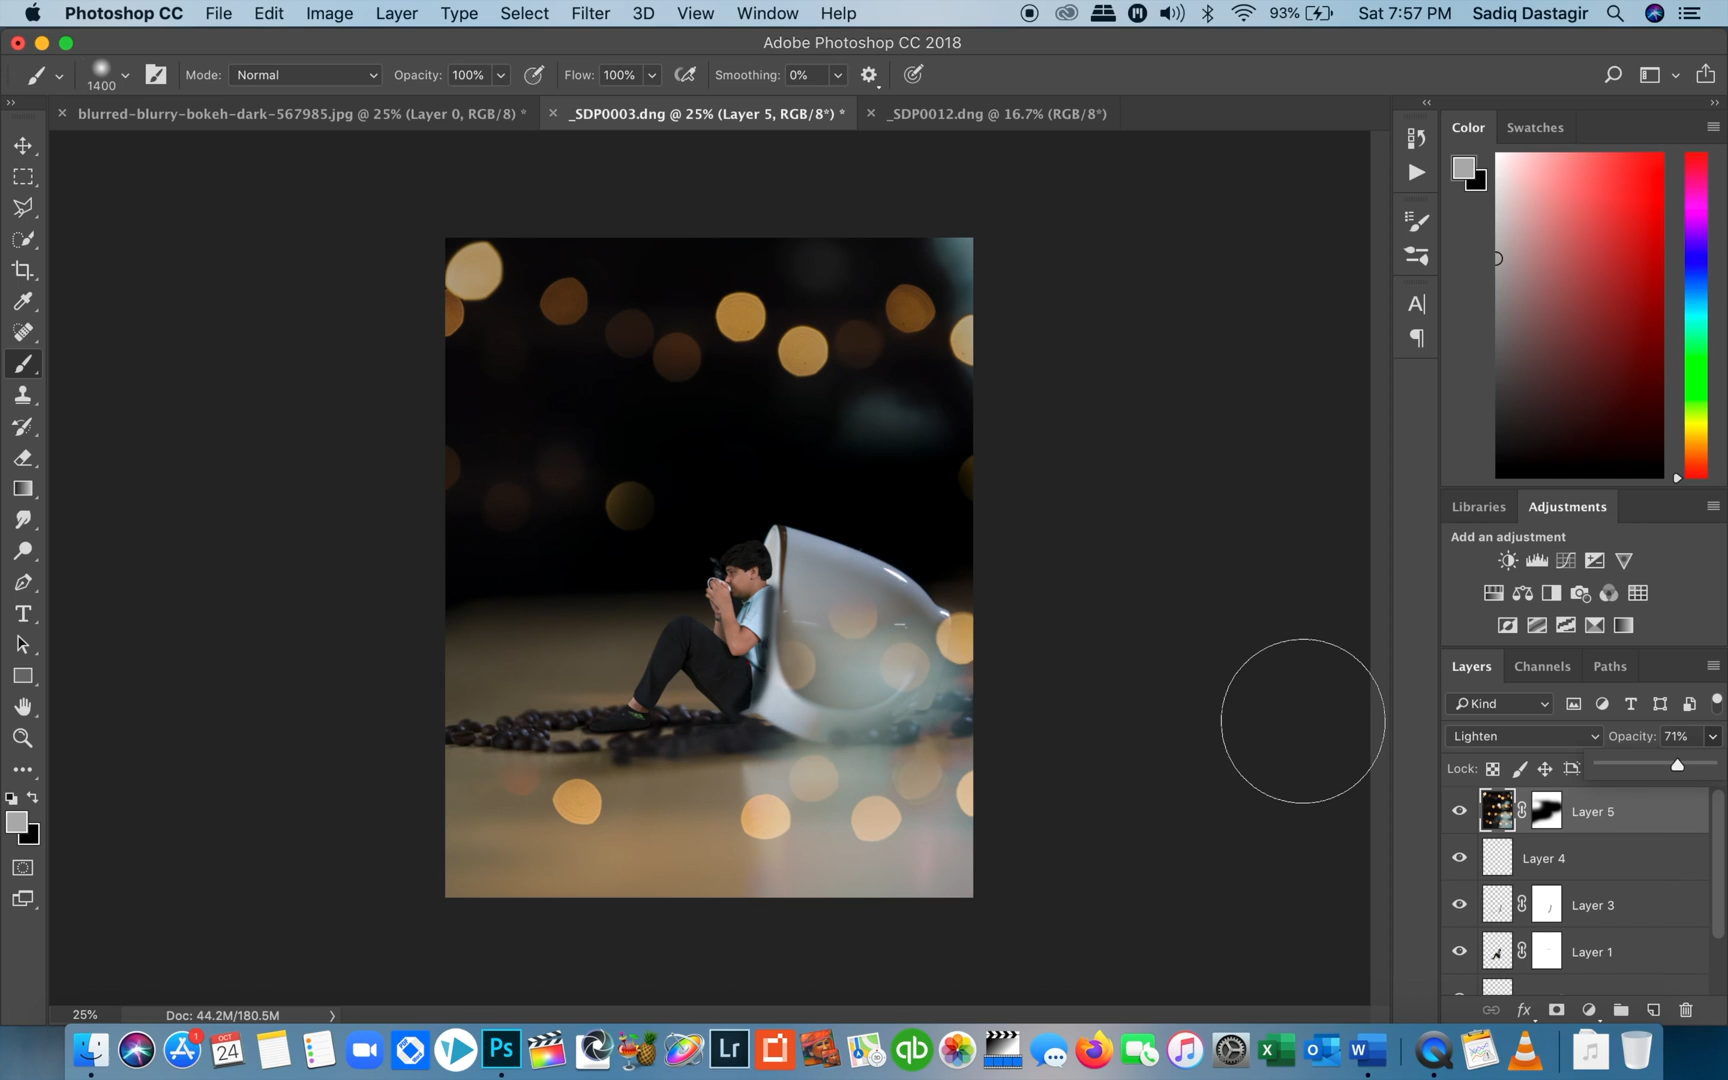 Photoshop CC File Edit Image Layer Type Select Filter 3D View Window Help 93% Sat 7:57 PM Sadiq Dastagir
Adobe Photoshop CC 2018
1400 Mode: Normal Opacity: 100% Flow: 100% Smoothing: 0%
× blurred-blurry-bokeh-dark-567985.jpg @ 25% (Layer 0, RGB/8) * × _SDP0003.dng @ 25% (Layer 5, RGB/8*) * × _SDP0012.dng @ 16.7% (RGB/8*)
Color Swatches
Libraries Adjustments
Add an adjustment
Layers Channels Paths
Kind
Lighten Opacity: 71%
Lock:
Layer 5
Layer 4
Layer 3
Layer 1
fx
25% Doc: 44.2M/180.5M
1 OCT 24 Ps Lr qb X O W